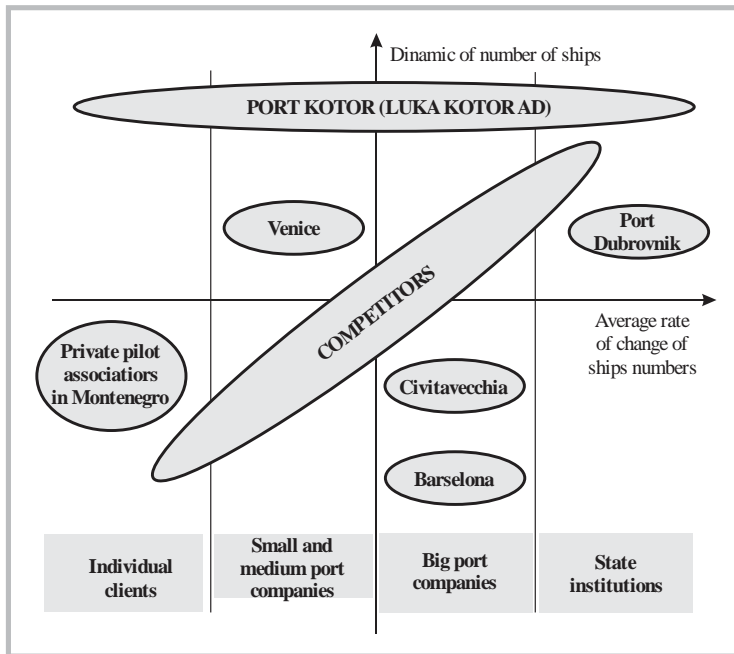 Dinamic of number of ships
PORT KOTOR (LUKA KOTOR AD)
Venice
Port
Dubrovnik
COMPETITORS
Average rate
of change of
ships numbers
Private pilot
associatiors
in Montenegro
Civitavecchia
Barselona
Individual
clients
Small and
medium port
companies
Big port
companies
State
institutions